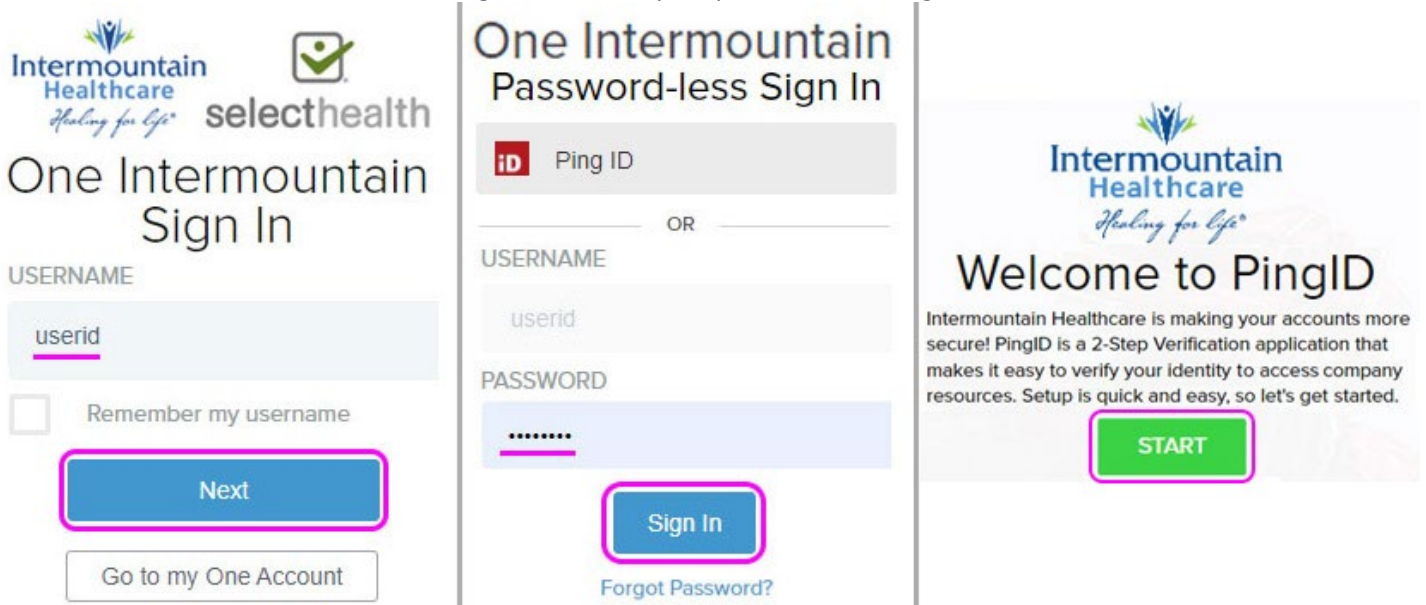 Intermountain
Healthcare
Healing for life®
selecthealth
One Intermountain
Sign In
USERNAME
userid
Remember my username
Next
Go to my One Account
One Intermountain
Password-less Sign In
iD Ping ID
OR
USERNAME
userid
PASSWORD
........
Sign In
Forgot Password?
Intermountain
Healthcare
Healing for life®
Welcome to PingID
Intermountain Healthcare is making your accounts more
secure! PingID is a 2-Step Verification application that
makes it easy to verify your identity to access company
resources. Setup is quick and easy, so let's get started.
START